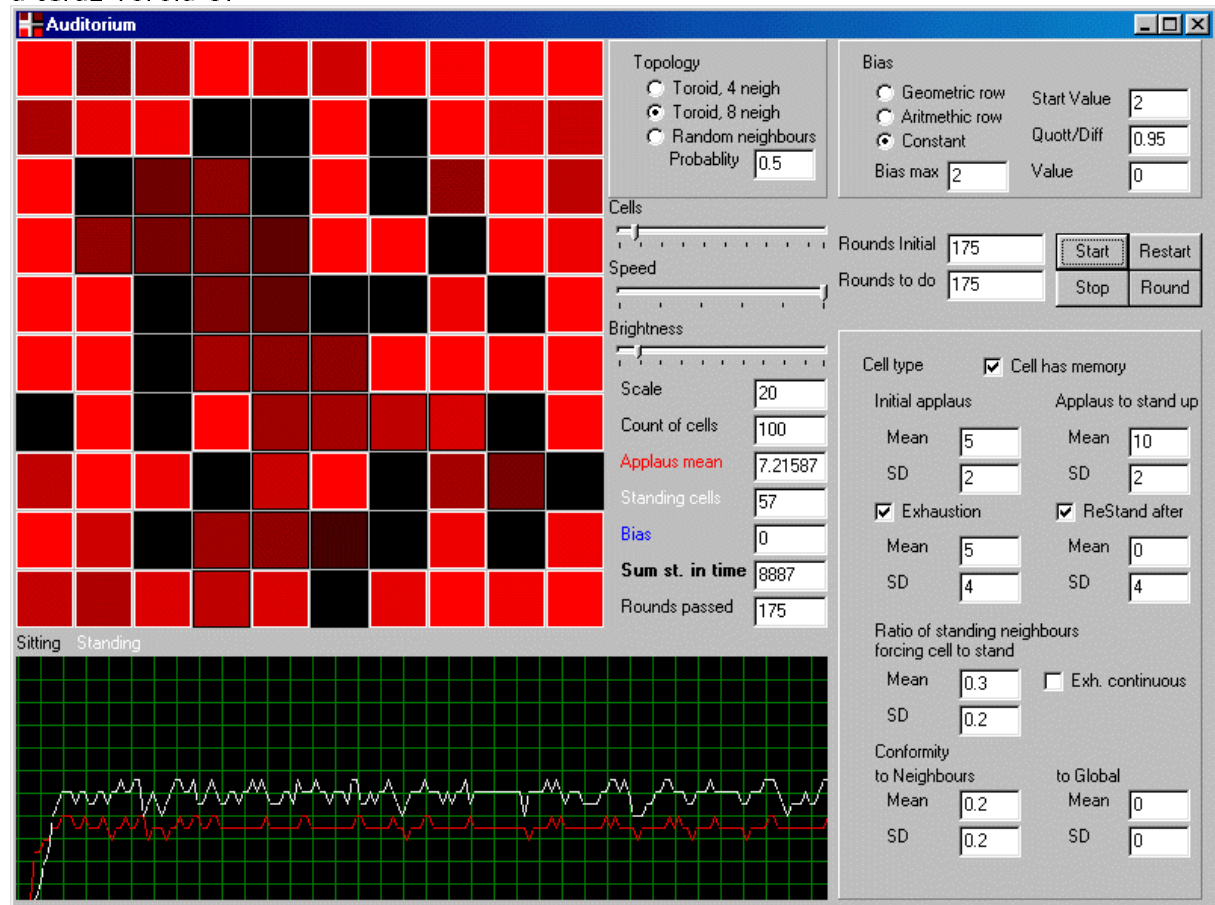 Auditorium
Topology
Toroid, 4 neigh
Toroid, 8 neigh
Random neighbours
Probablity 0.5
Bias
Geometric row
Aritmethic row
Constant
Start Value 2
Quott/Diff 0.95
Bias max 2
Value 0
Cells
Speed
Brightness
Rounds Initial 175
Rounds to do 175
Start Restart
Stop Round
Scale 20
Count of cells 100
Applaus mean 7.21587
Standing cells 57
Bias 0
Sum st. in time 8887
Rounds passed 175
Cell type Cell has memory
Initial applaus
Mean 5
SD 2
Applaus to stand up
Mean 10
SD 2
Exhaustion
Mean 5
SD 4
ReStand after
Mean 0
SD 4
Ratio of standing neighbours
forcing cell to stand
Mean 0.3
SD 0.2
Exh. continuous
Conformity
to Neighbours
Mean 0.2
SD 0.2
to Global
Mean 0
SD 0
Sitting Standing